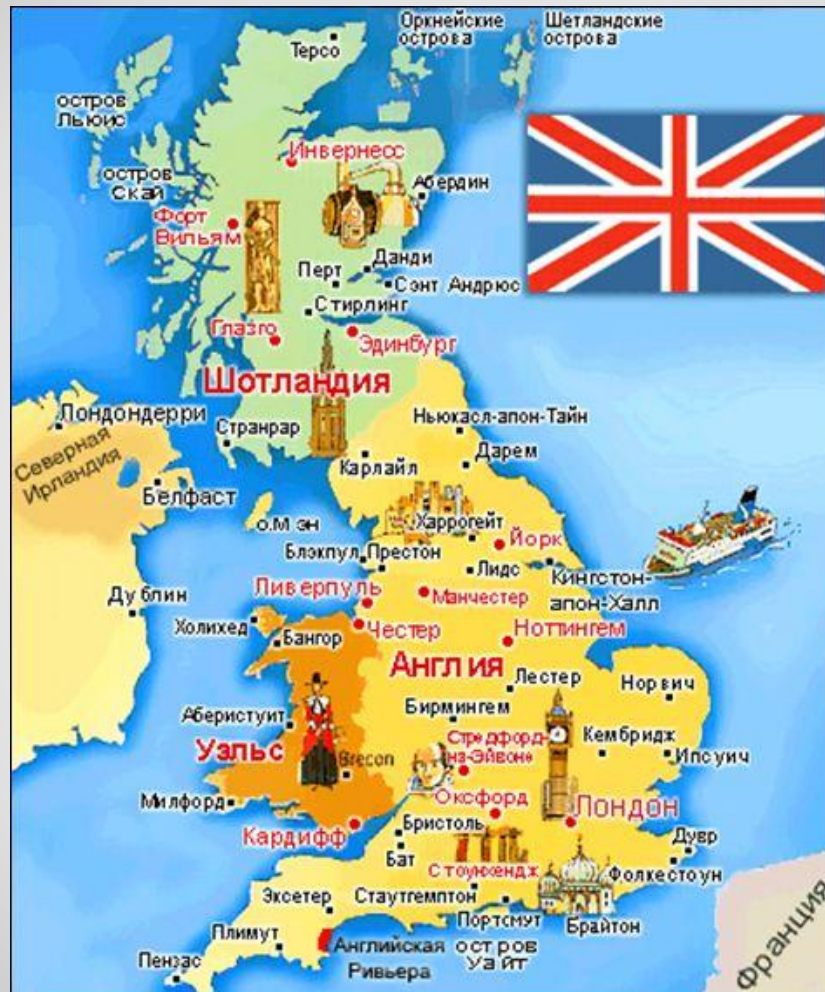 Оркнейские
острова
Шетландские
острова
Терсо
остров
Льюис
Инвернесс
остров
Скай
Абердин
Форт
Вильям
Данди
Перт
Сэнт Андрюс
Стирлинг
Глазго
Эдинбург
Шотландия
Лондондерри
Ньюкасл-апон-Тайн
Странрар
Северная
Ирландия
Карлайл
Дарем
Белфаст
о.Мэн
Харрогейт
Йорк
Блэкпул
Престон
Лидс
Кингстон-
апон-Халл
Ливерпуль
Манчестер
Дублин
Холихед
Честер
Бангор
Ноттингем
Англия
Лестер
Норвич
Аберистуит
Бирмингем
Уэльс
Стредфорд-
на-Эйвоне
Кембридж
Ипсуич
Brecon
Милфорд
Оксфорд
Лондон
Кардифф
Бристоль
Бат
Дувр
Стоунхендж
Фолкестоун
Эксетер
Стаутгемптон
Портсмут
Брайтон
Плимут
Английская
Ривьера
остров
Уайт
Пензас
Франция